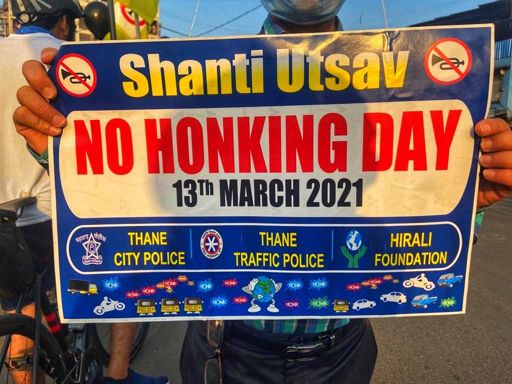 Shanti Utsav
NO HONKING DAY
13TH MARCH 2021
THANE
CITY POLICE
THANE
TRAFFIC POLICE
HIRALI
FOUNDATION